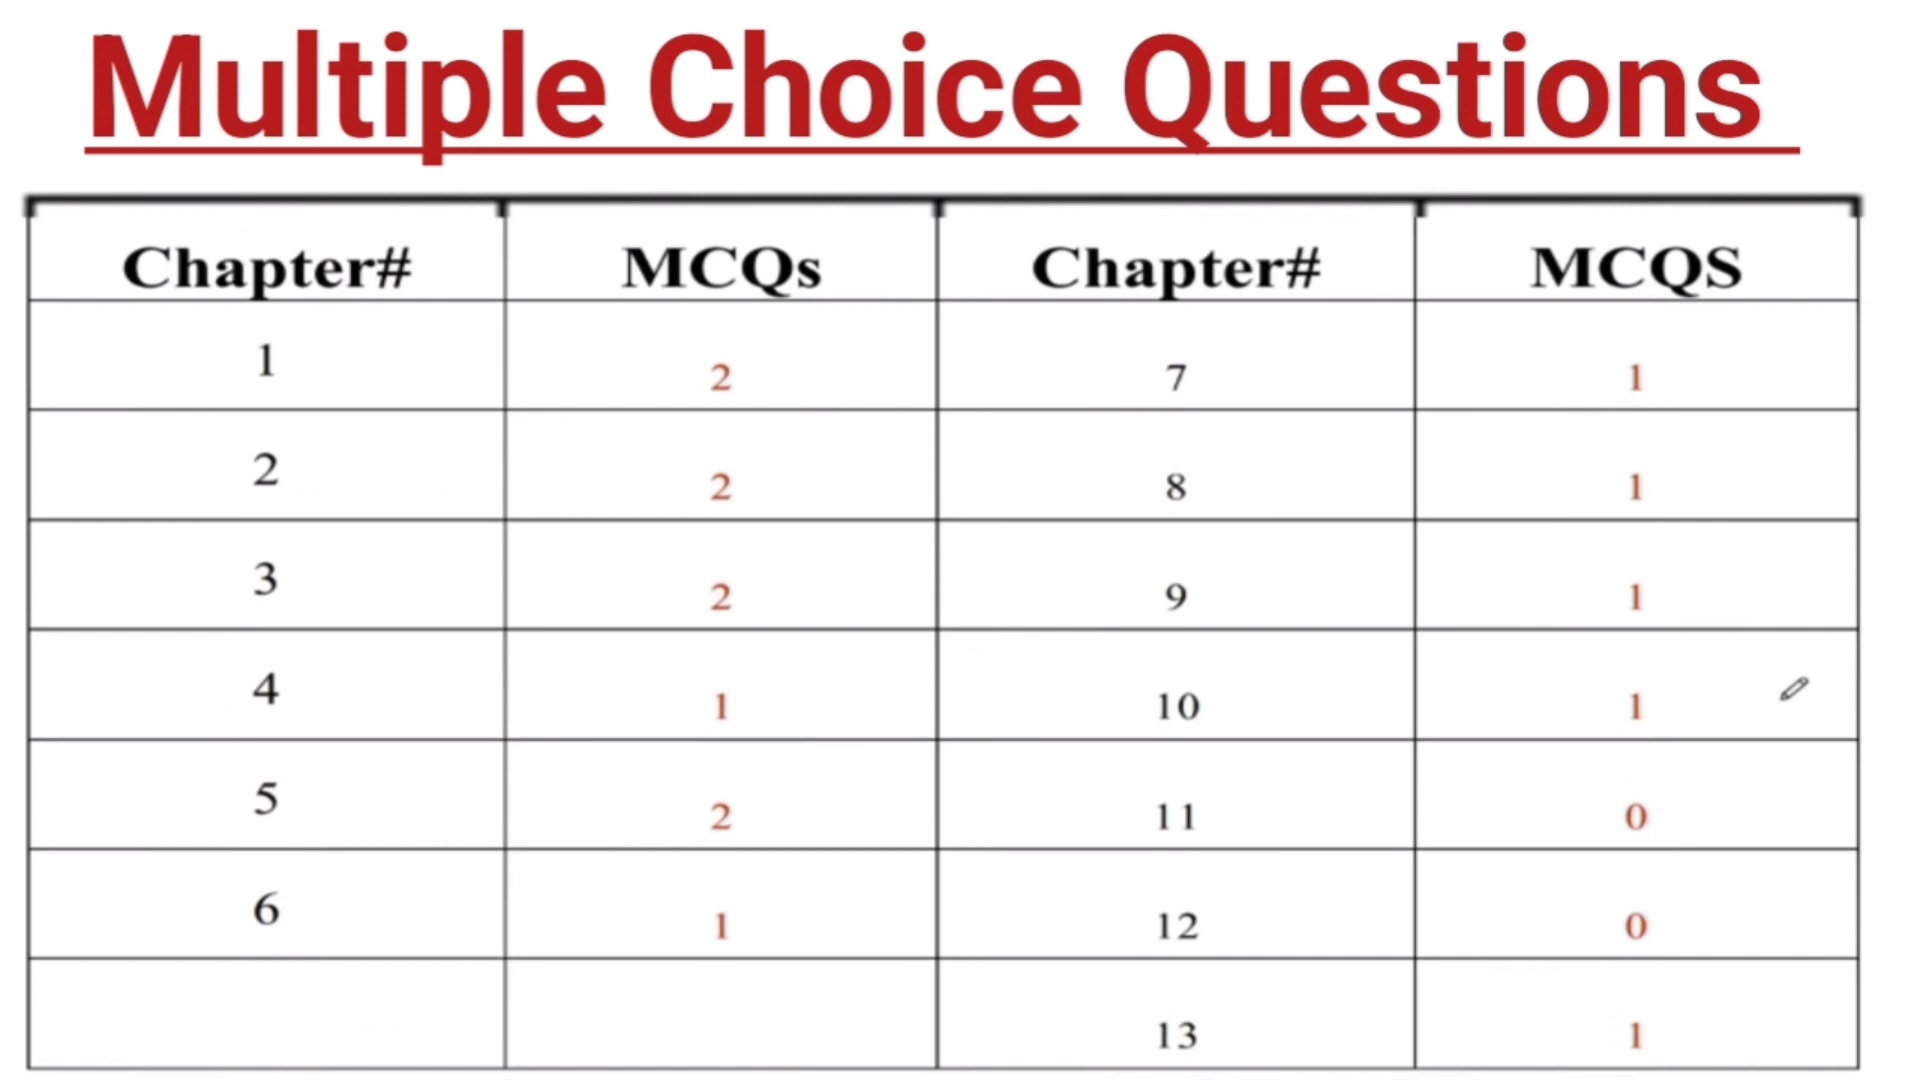 Multiple Choice Questions
Chapter# MCQs Chapter# MCQS
1 2 7 1
2 2 8 1
3 2 9 1
4 1 10 1
5 2 11 0
6 1 12 0
13 1